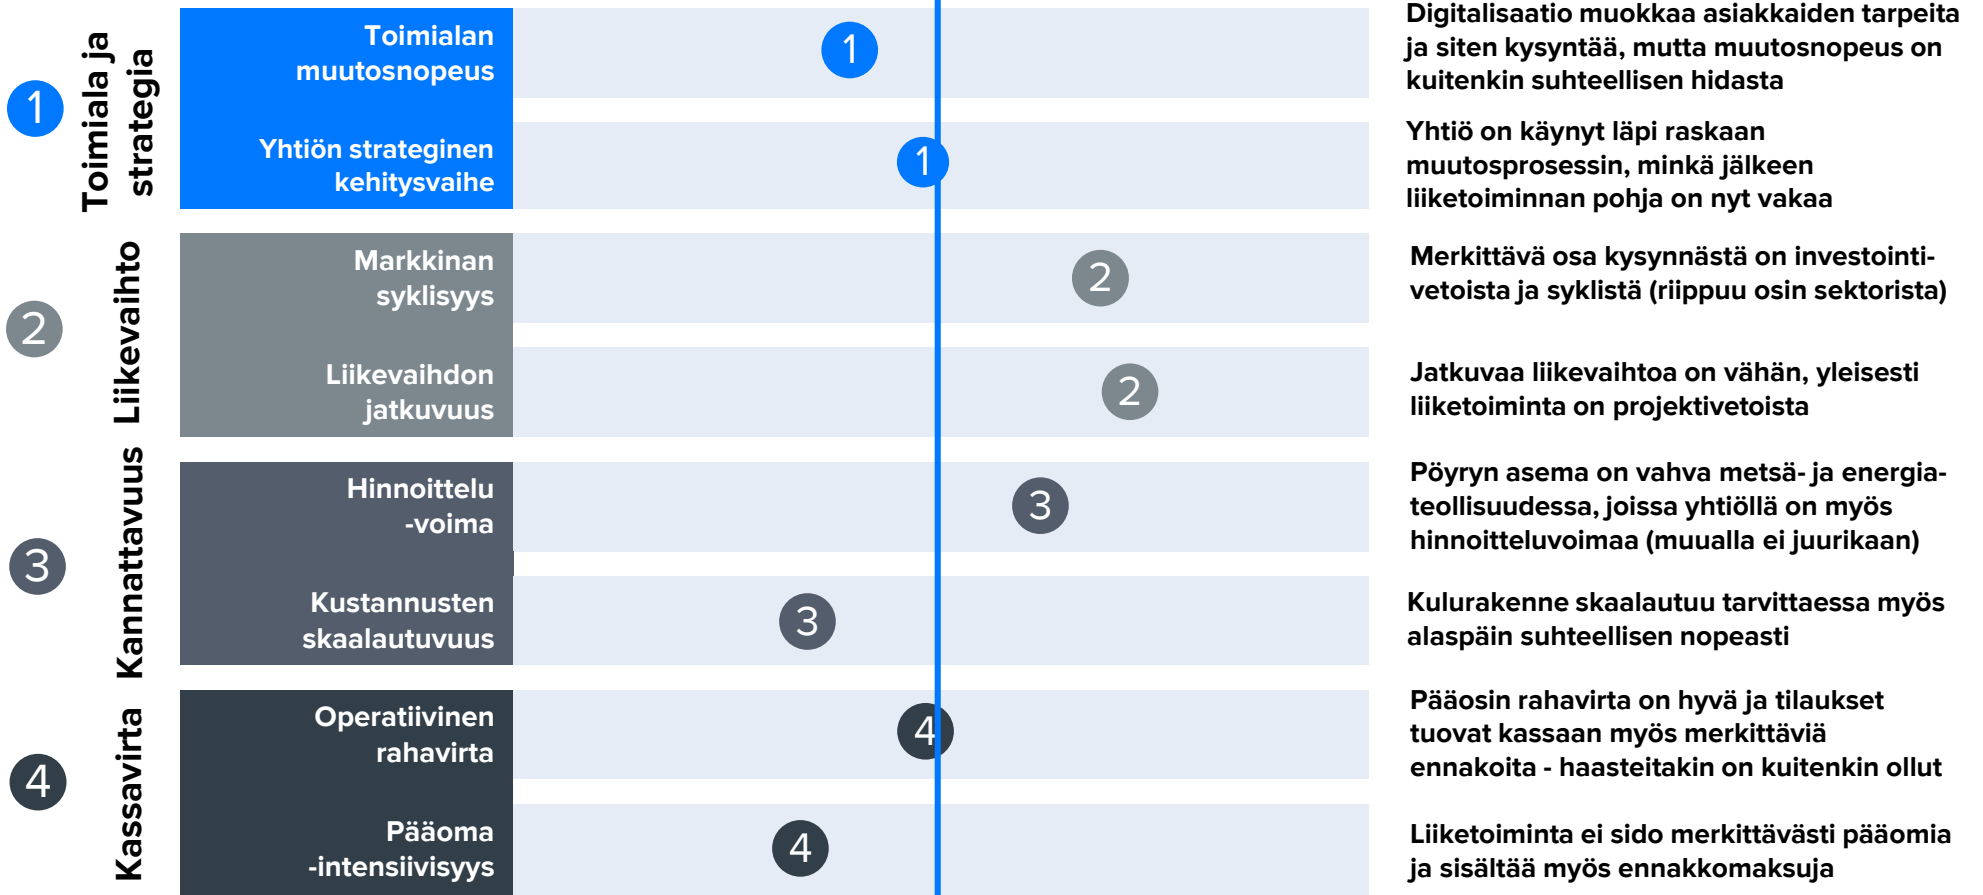 1
Toimiala ja
strategia
Toimialan
muutosnopeus
1
Digitalisaatio muokkaa asiakkaiden tarpeita
ja siten kysyntää, mutta muutosnopeus on
kuitenkin suhteellisen hidasta
Yhtiön strateginen
kehitysvaihe
1
Yhtiö on käynyt läpi raskaan
muutosprosessin, minkä jälkeen
liiketoiminnan pohja on nyt vakaa
2
Liikevaihto
Markkinan
syklisyys
2
Merkittävä osa kysynnästä on investointi-
vetoista ja syklistä (riippuu osin sektorista)
Liikevaihdon
jatkuvuus
2
Jatkuvaa liikevaihtoa on vähän, yleisesti
liiketoiminta on projektivetoista
3
Kannattavuus
Hinnoittelu
-voima
3
Pöyryn asema on vahva metsä- ja energia-
teollisuudessa, joissa yhtiöllä on myös
hinnoitteluvoimaa (muualla ei juurikaan)
Kustannusten
skaalautuvuus
3
Kulurakenne skaalautuu tarvittaessa myös
alaspäin suhteellisen nopeasti
4
Kassavirta
Operatiivinen
rahavirta
4
Pääosin rahavirta on hyvä ja tilaukset
tuovat kassaan myös merkittäviä
ennakoita - haasteitakin on kuitenkin ollut
Pääoma
-intensiivisyys
4
Liiketoiminta ei sido merkittävästi pääomia
ja sisältää myös ennakkomaksuja